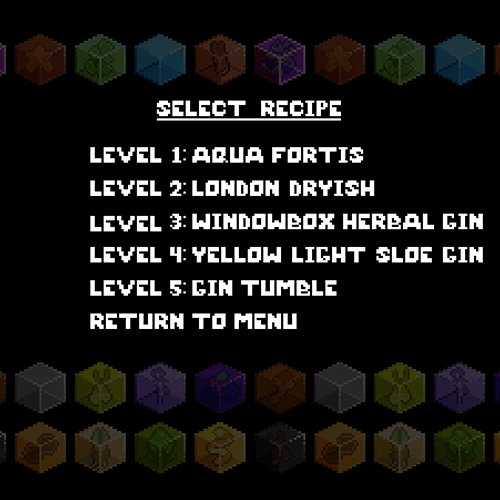 SELECT RECIPE
LEVEL 1: AQUA FORTIS
LEVEL 2: LONDON DRYISH
LEVEL 3: WINDOWBOX HERBAL GIN
LEVEL 4: YELLOW LIGHT SLOE GIN
LEVEL 5: GIN TUMBLE
RETURN TO MENU